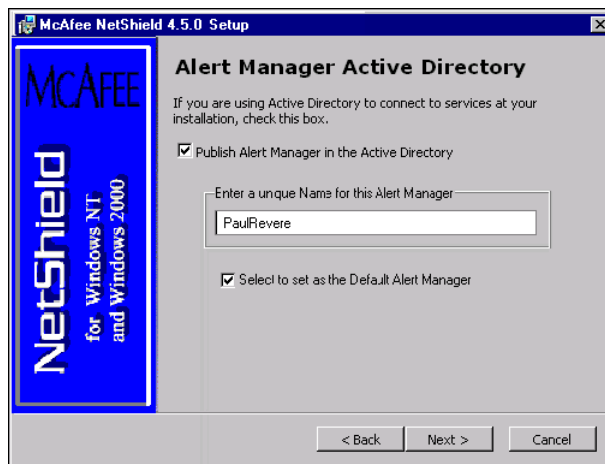 McAfee NetShield 4.5.0 Setup
McAFEE
NetShield
for Windows NT
and Windows 2000
Alert Manager Active Directory
If you are using Active Directory to connect to services at your
installation, check this box.
Publish Alert Manager in the Active Directory
Enter a unque Name for this Alert Manager
PaulRevere
Select to set as the Default Alert Manager
< Back
Next >
Cancel